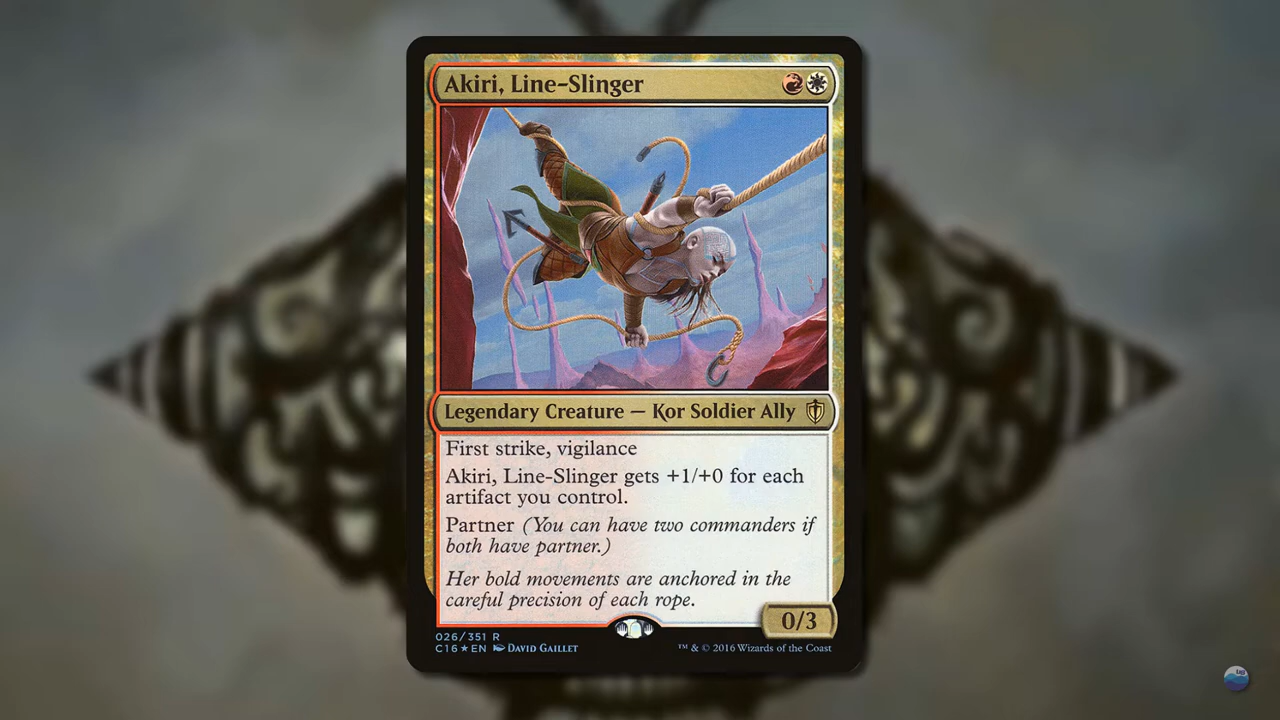 Akiri, Line-Slinger
Legendary Creature — Kor Soldier Ally
First strike, vigilance
Akiri, Line-Slinger gets +1/+0 for each
artifact you control.
Partner (You can have two commanders if
both have partner.)
Her bold movements are anchored in the
careful precision of each rope.
0/3
026/351 R
C16★EN David Gaillet
™ & © 2016 Wizards of the Coast